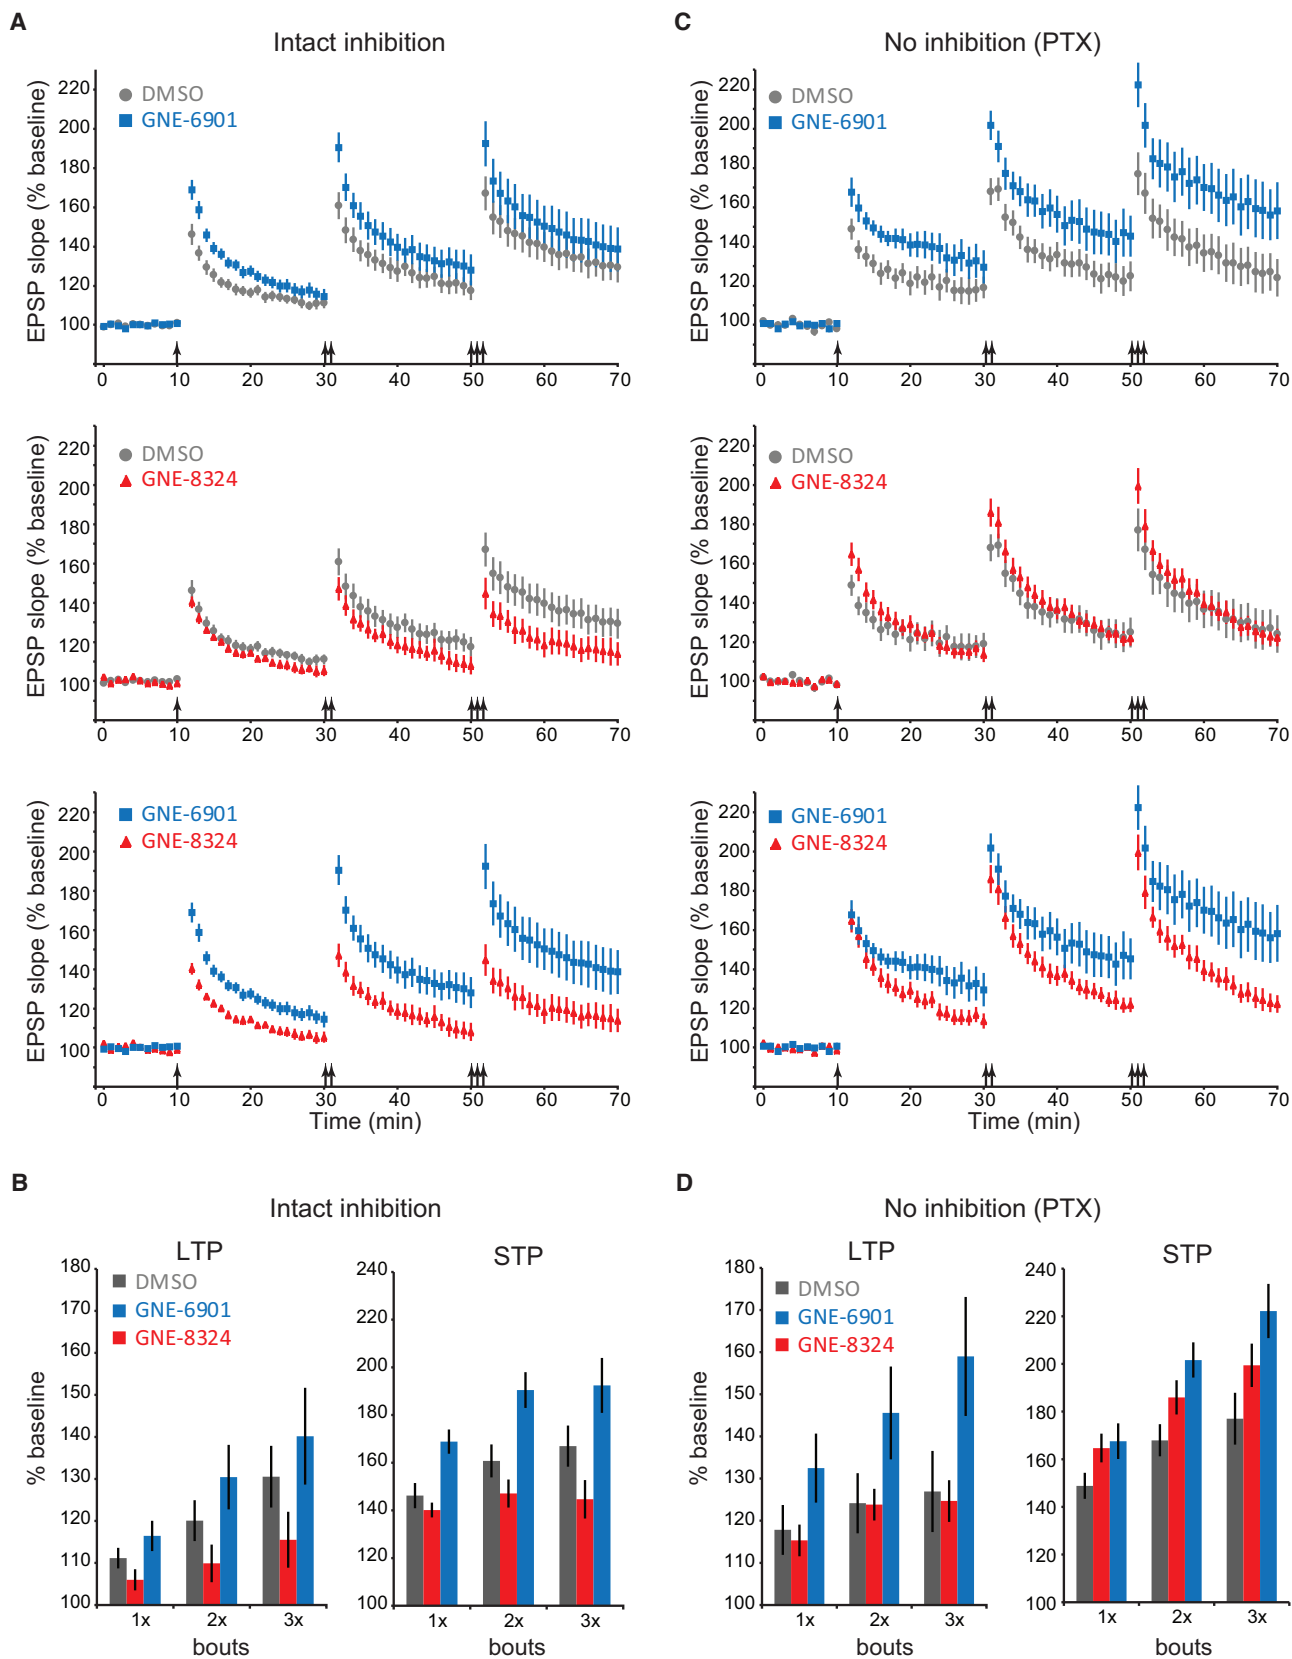 A
Intact inhibition
EPSP slope (% baseline)
220
200
180
160
140
120
100
DMSO
GNE-6901
0 10 20 30 40 50 60 70
EPSP slope (% baseline)
220
200
180
160
140
120
100
DMSO
GNE-8324
0 10 20 30 40 50 60 70
EPSP slope (% baseline)
220
200
180
160
140
120
100
GNE-6901
GNE-8324
0 10 20 30 40 50 60 70
Time (min)
C
No inhibition (PTX)
EPSP slope (% baseline)
220
200
180
160
140
120
100
DMSO
GNE-6901
0 10 20 30 40 50 60 70
EPSP slope (% baseline)
220
200
180
160
140
120
100
DMSO
GNE-8324
0 10 20 30 40 50 60 70
EPSP slope (% baseline)
220
200
180
160
140
120
100
GNE-6901
GNE-8324
0 10 20 30 40 50 60 70
Time (min)
B
Intact inhibition
LTP
% baseline
180
170
160
150
140
130
120
110
100
DMSO
GNE-6901
GNE-8324
1x 2x 3x
bouts
STP
240
220
200
180
160
140
120
100
1x 2x 3x
bouts
D
No inhibition (PTX)
LTP
% baseline
180
170
160
150
140
130
120
110
100
DMSO
GNE-6901
GNE-8324
1x 2x 3x
bouts
STP
240
220
200
180
160
140
120
100
1x 2x 3x
bouts